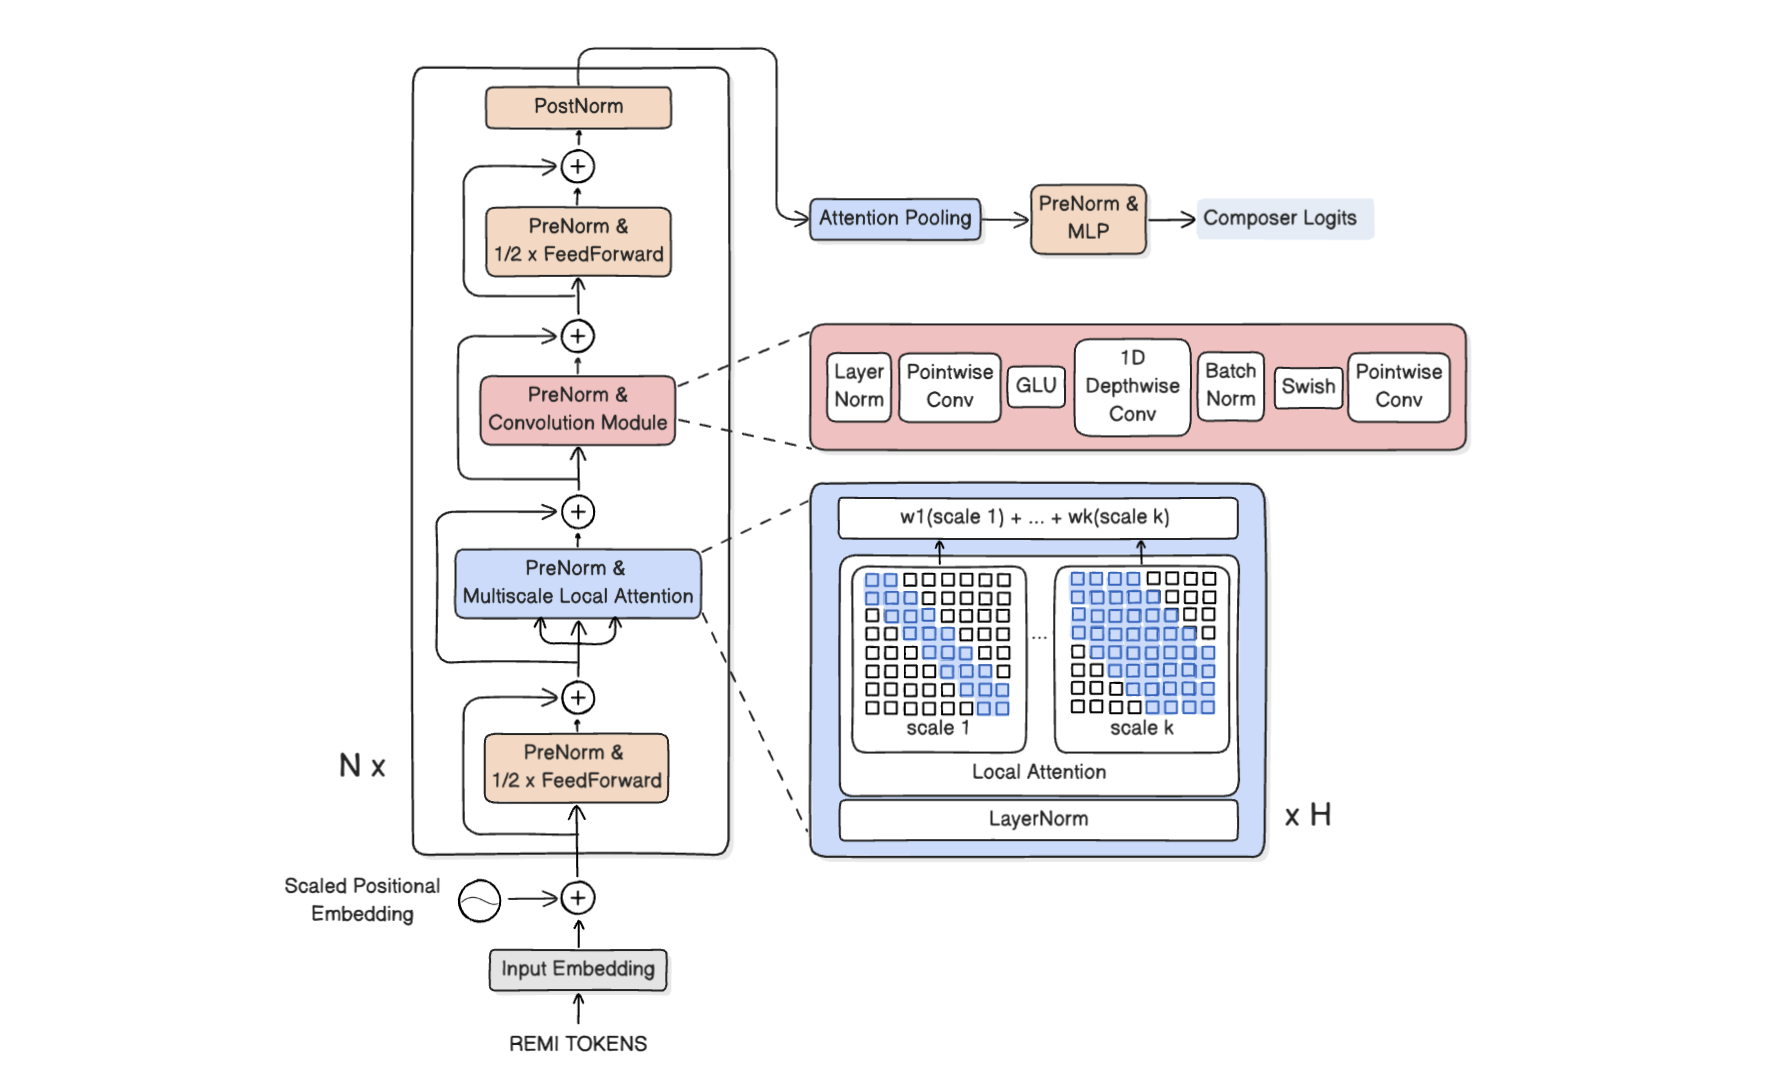 PostNorm
PreNorm &
1/2 x FeedForward
PreNorm &
Convolution Module
PreNorm &
Multiscale Local Attention
PreNorm &
1/2 x FeedForward
N x
Scaled Positional
Embedding
Input Embedding
REMI TOKENS
Attention Pooling
PreNorm &
MLP
Composer Logits
Layer
Norm
Pointwise
Conv
GLU
1D
Depthwise
Conv
Batch
Norm
Swish
Pointwise
Conv
w1(scale 1) + ... + wk(scale k)
scale 1
...
scale k
Local Attention
LayerNorm
x H